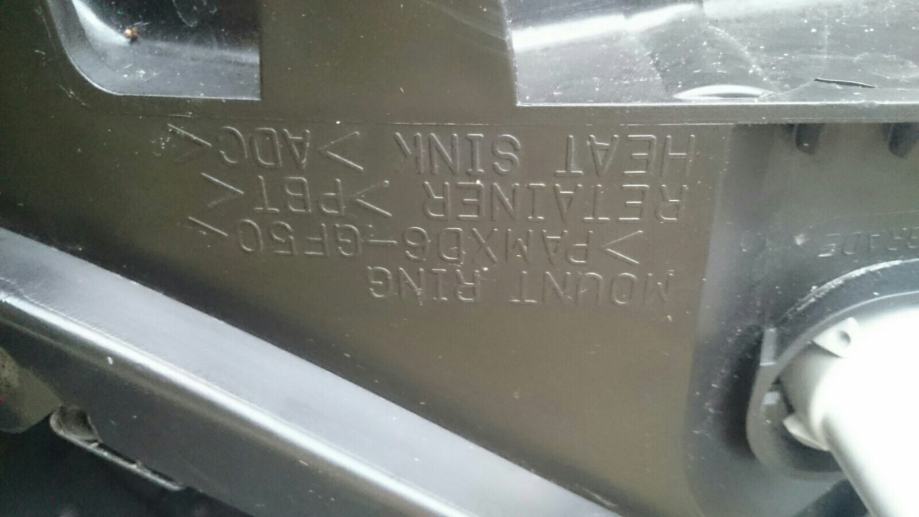 MOUNT RING
>PAMXD6-GF50<
RETAINER >PBT<
HEAT SINK >ADC<